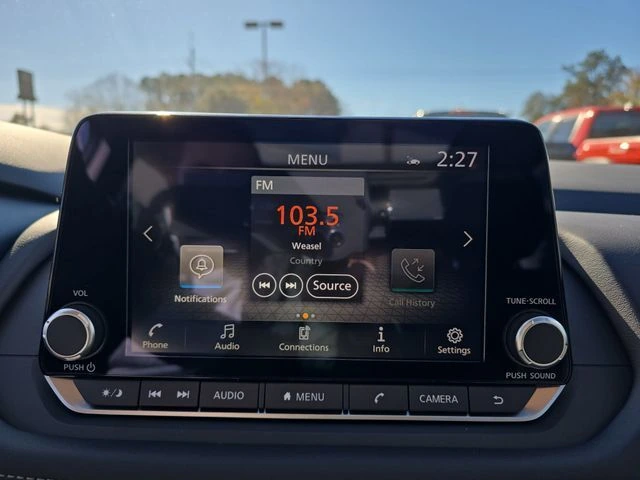 MENU 2:27
FM
103.5
FM
Weasel
Country
Source
Notifications
Call History
Phone Audio Connections Info Settings
VOL
PUSH
TUNE·SCROLL
PUSH SOUND
AUDIO MENU CAMERA